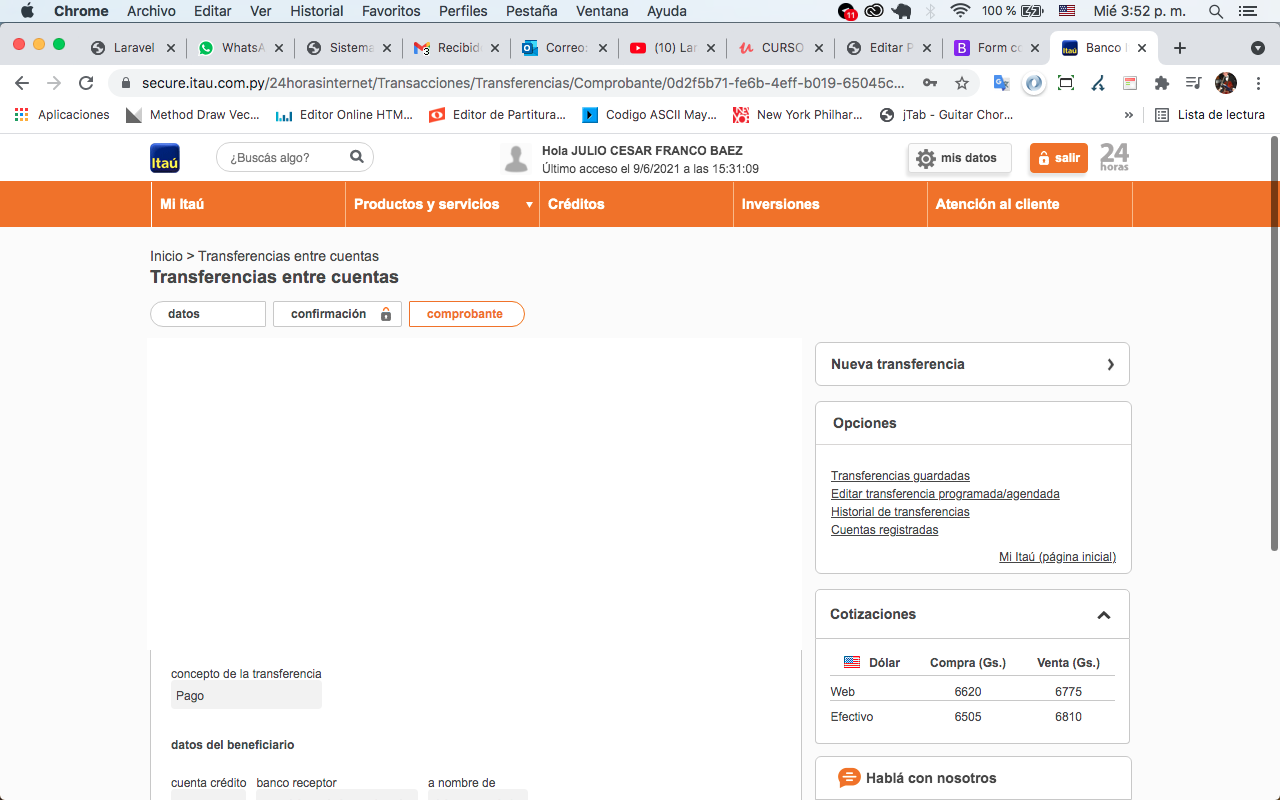 Chrome Archivo Editar Ver Historial Favoritos Perfiles Pestaña Ventana Ayuda 11 100 % Mié 3:52 p. m.
Laravel WhatsA Sistema Recibid Correo: (10) Lar CURSO Editar P Form co Banco
secure.itau.com.py/24horasinternet/Transacciones/Transferencias/Comprobante/0d2f5b71-fe6b-4eff-b019-65045c...
Aplicaciones Method Draw Vec... Editor Online HTM... Editor de Partitura... Codigo ASCII May... New York Philhar... jTab - Guitar Chor... » Lista de lectura
Itaú ¿Buscás algo? Hola JULIO CESAR FRANCO BAEZ mis datos salir 24 horas
Último acceso el 9/6/2021 a las 15:31:09
Mi Itaú Productos y servicios Créditos Inversiones Atención al cliente
Inicio > Transferencias entre cuentas
Transferencias entre cuentas
datos confirmación comprobante
Nueva transferencia
Opciones
Transferencias guardadas
Editar transferencia programada/agendada
Historial de transferencias
Cuentas registradas
Mi Itaú (página inicial)
Cotizaciones
Dólar Compra (Gs.) Venta (Gs.)
Web 6620 6775
Efectivo 6505 6810
Hablá con nosotros
concepto de la transferencia
Pago
datos del beneficiario
cuenta crédito banco receptor a nombre de